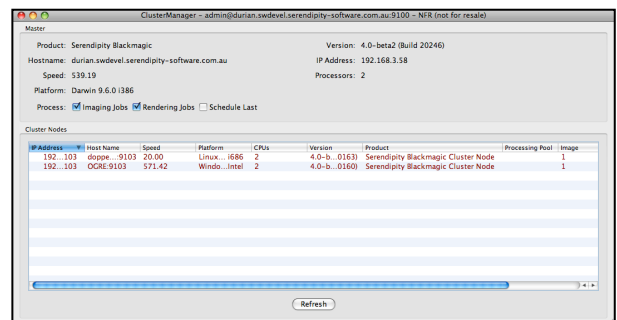 ClusterManager - admin@durian.swdevel.serendipity-software.com.au:9100 - NFR (not for resale)
Master
Product: Serendipity Blackmagic Version: 4.0-beta2 (Build 20246)
Hostname: durian.swdevel.serendipity-software.com.au IP Address: 192.168.3.58
Speed: 539.19 Processors: 2
Platform: Darwin 9.6.0 i386
Process: Imaging Jobs Rendering Jobs Schedule Last
Cluster Nodes
IP Address Host Name Speed Platform CPUs Version Product Processing Pool Image
192...103 doppe...:9103 20.00 Linux... i686 2 4.0-b...0163) Serendipity Blackmagic Cluster Node 1
192...103 OGRE:9103 571.42 Windo...Intel 2 4.0-b...0160) Serendipity Blackmagic Cluster Node 1
Refresh